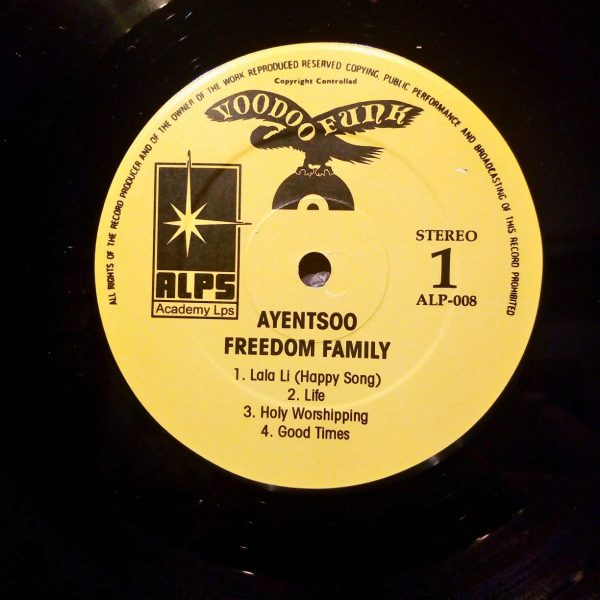 ALL RIGHTS OF THE RECORD PRODUCER AND OF THE OWNER OF THE WORK REPRODUCED RESERVED COPYING, PUBLIC PERFORMANCE AND BROADCASTING OF THIS RECORD PROHIBITED
Copyright Controlled
VOODOO FUNK
ALPS
Academy Lps
STEREO
1
ALP-008
AYENTSOO
FREEDOM FAMILY
1. Lala Li (Happy Song)
2. Life
3. Holy Worshipping
4. Good Times